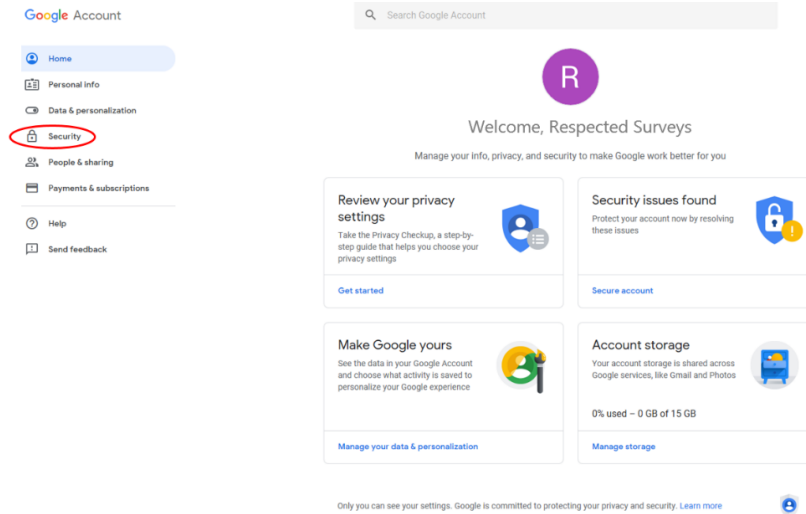 Google Account
Search Google Account
Home
Personal info
Data & personalization
Security
People & sharing
Payments & subscriptions
Help
Send feedback
R
Welcome, Respected Surveys
Manage your info, privacy, and security to make Google work better for you
Review your privacy
settings
Take the Privacy Checkup, a step-by-
step guide that helps you choose your
privacy settings
Get started
Security issues found
Protect your account now by resolving
these issues
Secure account
Make Google yours
See the data in your Google Account
and choose what activity is saved to
personalize your Google experience
Manage your data & personalization
Account storage
Your account storage is shared across
Google services, like Gmail and Photos
0% used – 0 GB of 15 GB
Manage storage
Only you can see your settings. Google is committed to protecting your privacy and security. Learn more